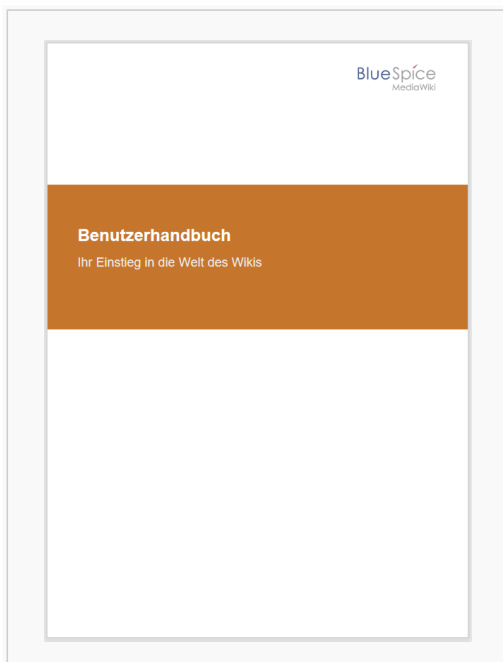 BlueSpice
MediaWiki
Benutzerhandbuch
Ihr Einstieg in die Welt des Wikis